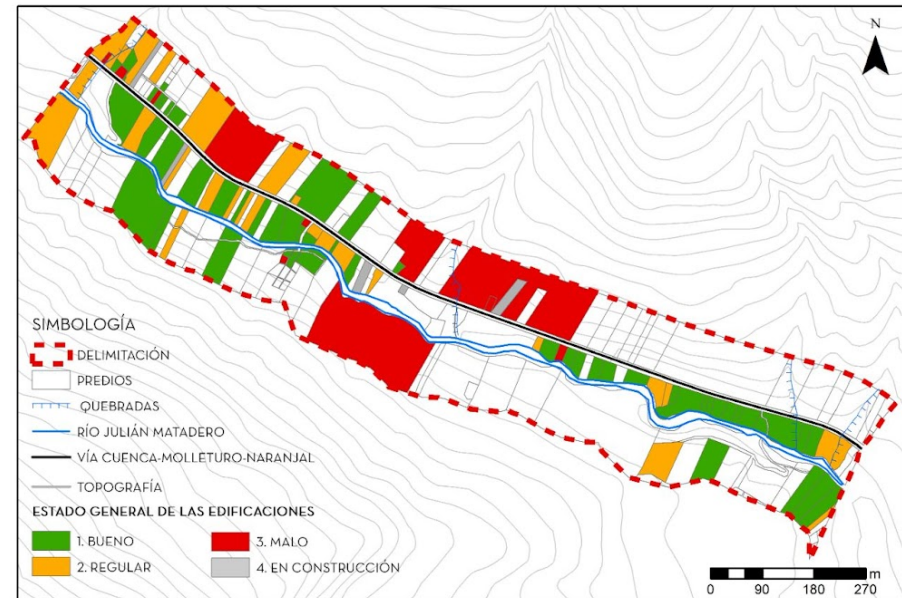 N
SIMBOLOGÍA
DELIMITACIÓN
PREDIOS
QUEBRADAS
RÍO JULIÁN MATADERO
VÍA CUENCA-MOLLETURO-NARANJAL
TOPOGRAFÍA
ESTADO GENERAL DE LAS EDIFICACIONES
1. BUENO
3. MALO
2. REGULAR
4. EN CONSTRUCCIÓN
0 90 180 270 m